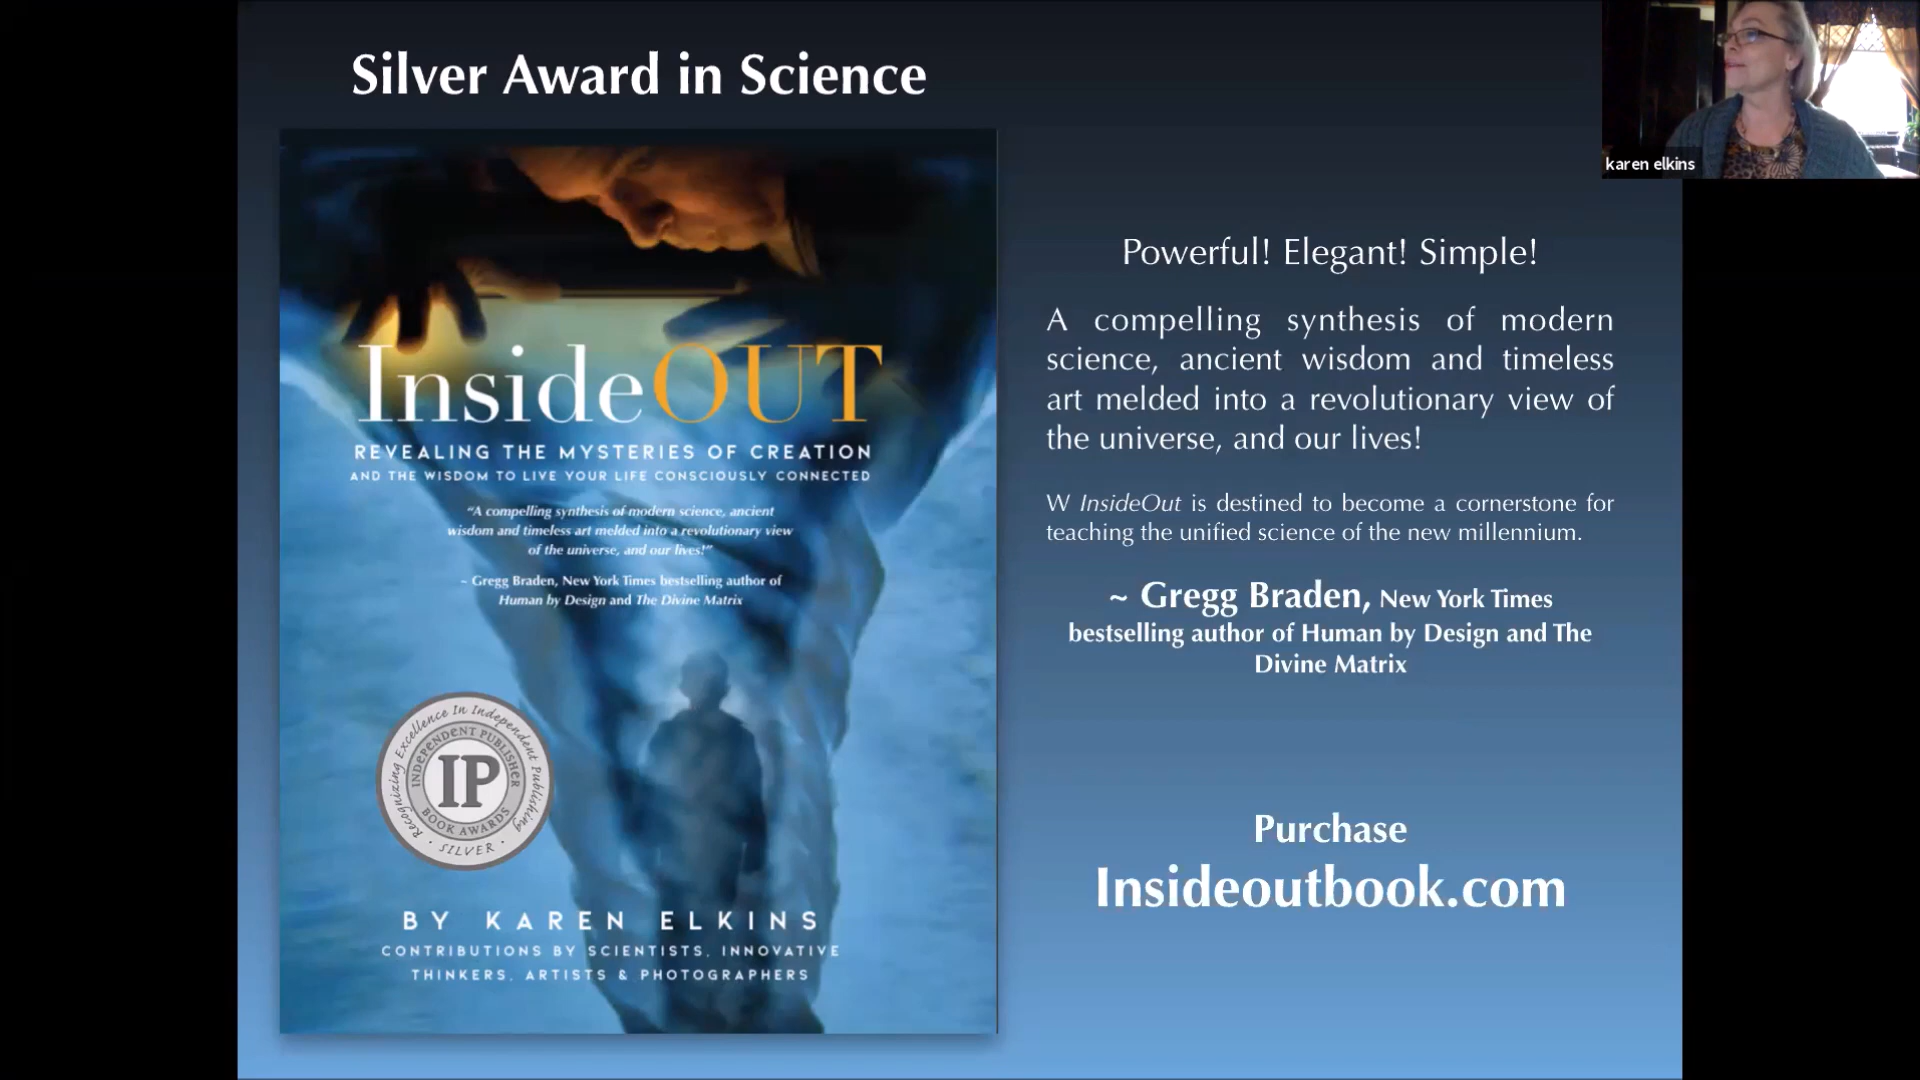 Silver Award in Science
InsideOUT
REVEALING THE MYSTERIES OF CREATION
AND THE WISDOM TO LIVE YOUR LIFE CONSCIOUSLY CONNECTED
“A compelling synthesis of modern science, ancient
wisdom and timeless art melded into a revolutionary view
of the universe, and our lives!”
~ Gregg Braden, New York Times bestselling author of
Human by Design and The Divine Matrix
Recognizing Excellence In Independent Publishing
INDEPENDENT PUBLISHER
IP
BOOK AWARDS
· SILVER ·
BY KAREN ELKINS
CONTRIBUTIONS BY SCIENTISTS, INNOVATIVE
THINKERS, ARTISTS & PHOTOGRAPHERS
karen elkins
Powerful! Elegant! Simple!
A compelling synthesis of modern
science, ancient wisdom and timeless
art melded into a revolutionary view of
the universe, and our lives!
W InsideOut is destined to become a cornerstone for
teaching the unified science of the new millennium.
~ Gregg Braden, New York Times
bestselling author of Human by Design and The
Divine Matrix
Purchase
Insideoutbook.com